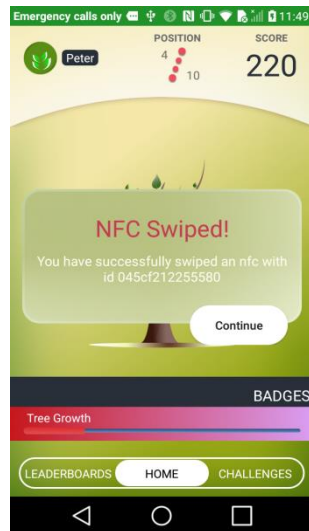 Emergency calls only 11:49
Peter
POSITION
4
10
SCORE
220
NFC Swiped!
You have successfully swiped an nfc with
id 045cf212255580
Continue
BADGES
Tree Growth
LEADERBOARDS HOME CHALLENGES